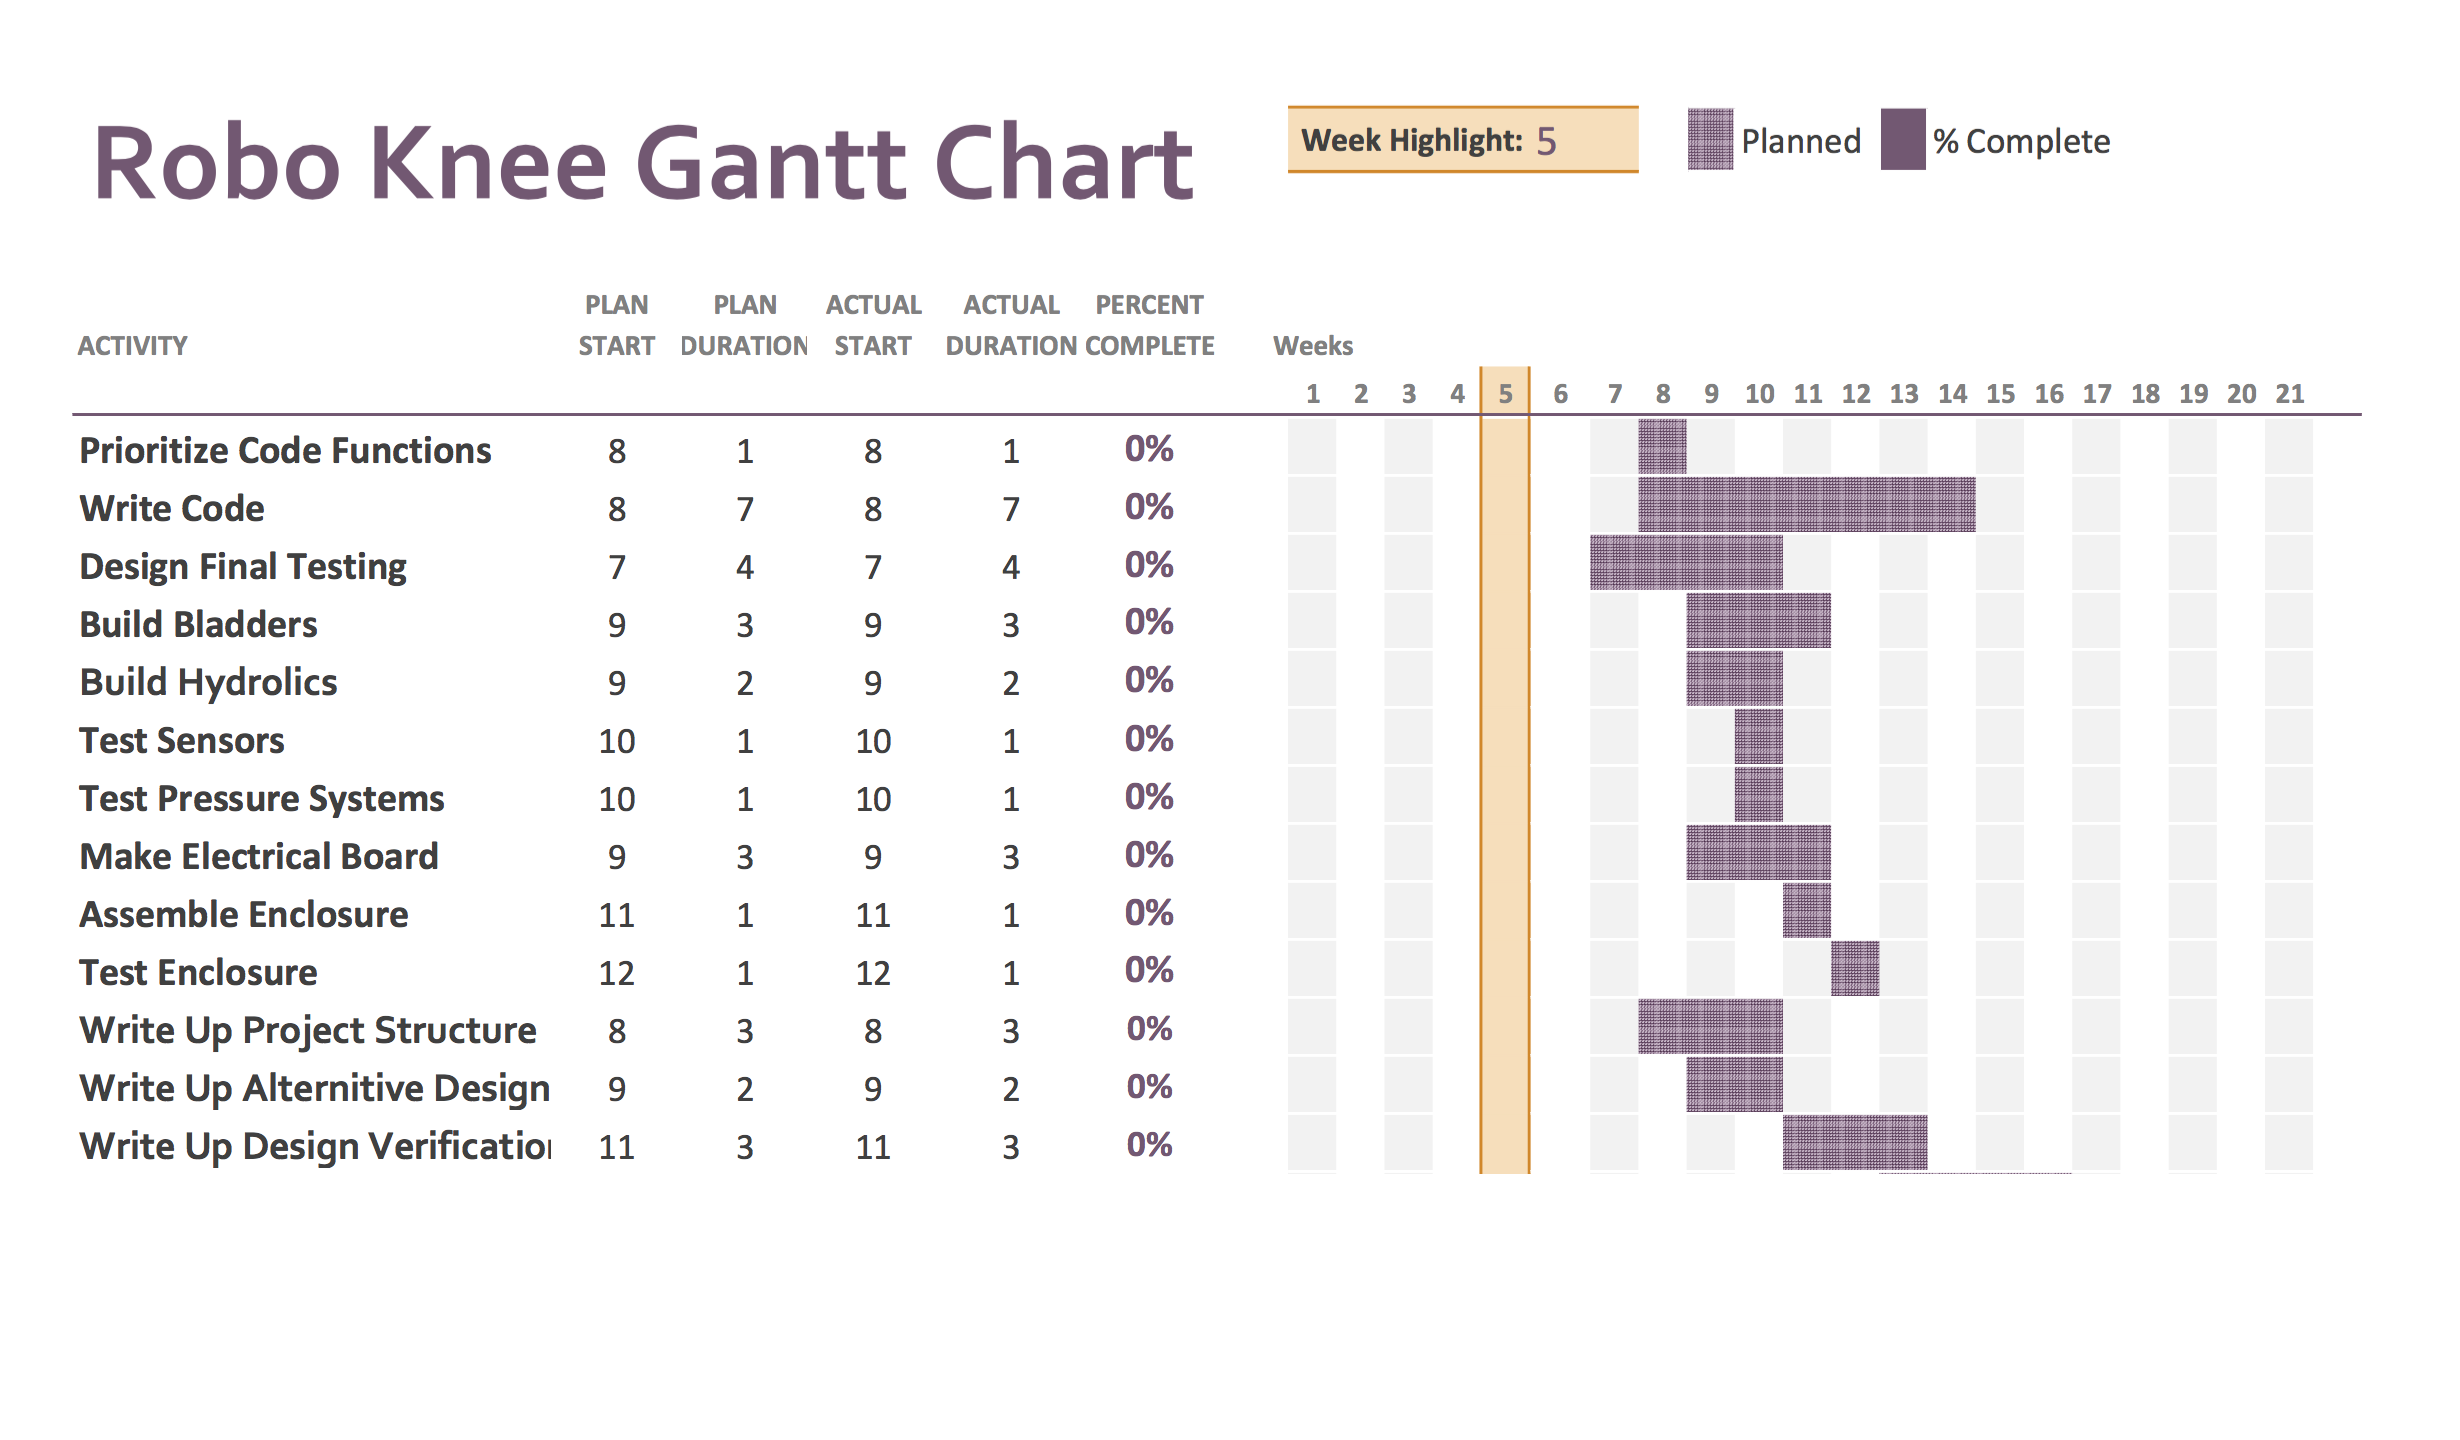 Robo Knee Gantt Chart
Week Highlight: 5
Planned
% Complete
PLAN PLAN ACTUAL ACTUAL PERCENT
ACTIVITY START DURATION START DURATION COMPLETE Weeks
1 2 3 4 5 6 7 8 9 10 11 12 13 14 15 16 17 18 19 20 21
Prioritize Code Functions 8 1 8 1 0%
Write Code 8 7 8 7 0%
Design Final Testing 7 4 7 4 0%
Build Bladders 9 3 9 3 0%
Build Hydrolics 9 2 9 2 0%
Test Sensors 10 1 10 1 0%
Test Pressure Systems 10 1 10 1 0%
Make Electrical Board 9 3 9 3 0%
Assemble Enclosure 11 1 11 1 0%
Test Enclosure 12 1 12 1 0%
Write Up Project Structure 8 3 8 3 0%
Write Up Alternitive Design 9 2 9 2 0%
Write Up Design Verification 11 3 11 3 0%